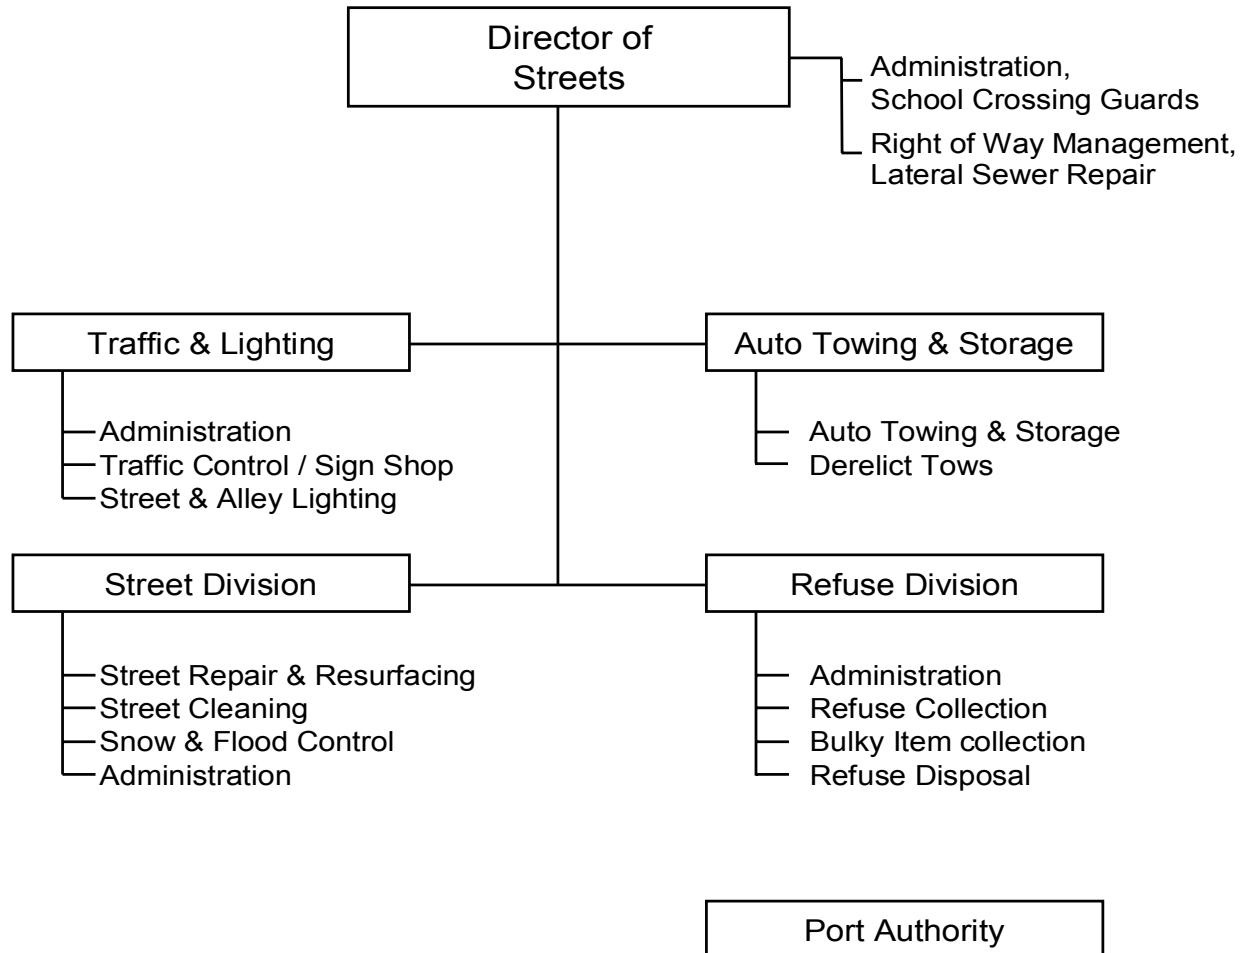 Director of
Streets
Administration,
School Crossing Guards
Right of Way Management,
Lateral Sewer Repair
Traffic & Lighting
Administration
Traffic Control / Sign Shop
Street & Alley Lighting
Auto Towing & Storage
Auto Towing & Storage
Derelict Tows
Street Division
Street Repair & Resurfacing
Street Cleaning
Snow & Flood Control
Administration
Refuse Division
Administration
Refuse Collection
Bulky Item collection
Refuse Disposal
Port Authority